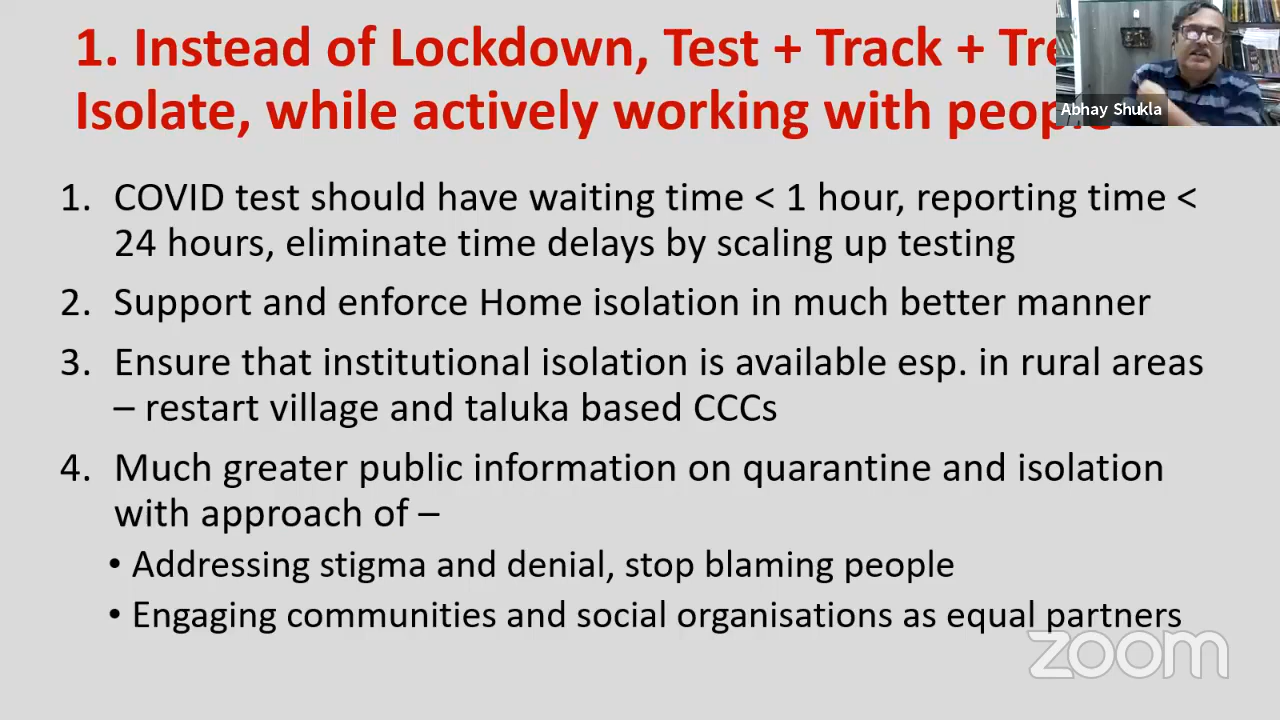 1. Instead of Lockdown, Test + Track +
Isolate, while actively working with people
Abhay Shukla
1. COVID test should have waiting time < 1 hour, reporting time <
24 hours, eliminate time delays by scaling up testing
2. Support and enforce Home isolation in much better manner
3. Ensure that institutional isolation is available esp. in rural areas
– restart village and taluka based CCCs
4. Much greater public information on quarantine and isolation
with approach of –
• Addressing stigma and denial, stop blaming people
• Engaging communities and social organisations as equal partners
zoom